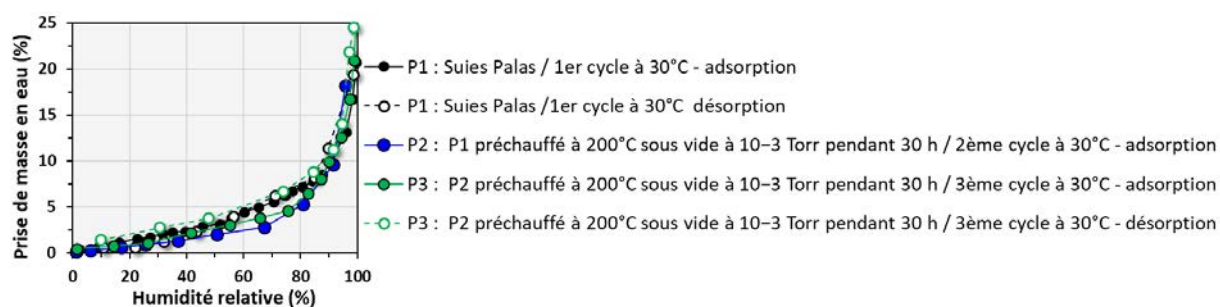 Prise de masse en eau (%)
25
20
15
10
5
0
0 20 40 60 80 100
Humidité relative (%)
P1 : Suies Palas / 1er cycle à 30°C - adsorption
P1 : Suies Palas /1er cycle à 30°C désorption
P2 : P1 préchauffé à 200°C sous vide à 10−3 Torr pendant 30 h / 2ème cycle à 30°C - adsorption
P3 : P2 préchauffé à 200°C sous vide à 10−3 Torr pendant 30 h / 3ème cycle à 30°C - adsorption
P3 : P2 préchauffé à 200°C sous vide à 10−3 Torr pendant 30 h / 3ème cycle à 30°C - désorption